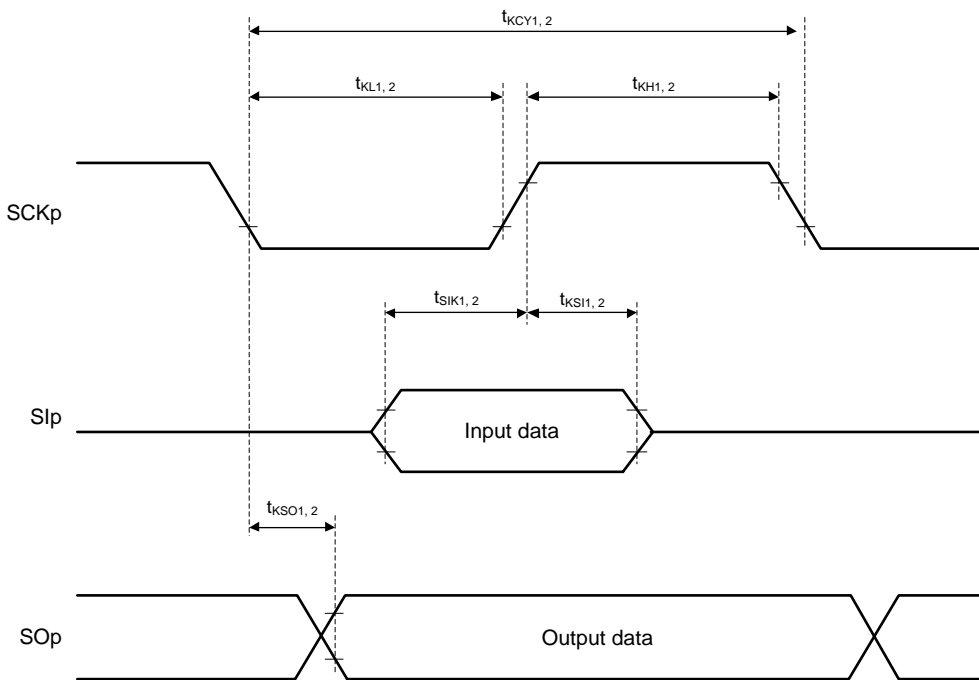 tKCY1, 2
tKL1, 2
tKH1, 2
SCKp
tSIK1, 2
tKSI1, 2
SIp
Input data
tKSO1, 2
SOp
Output data